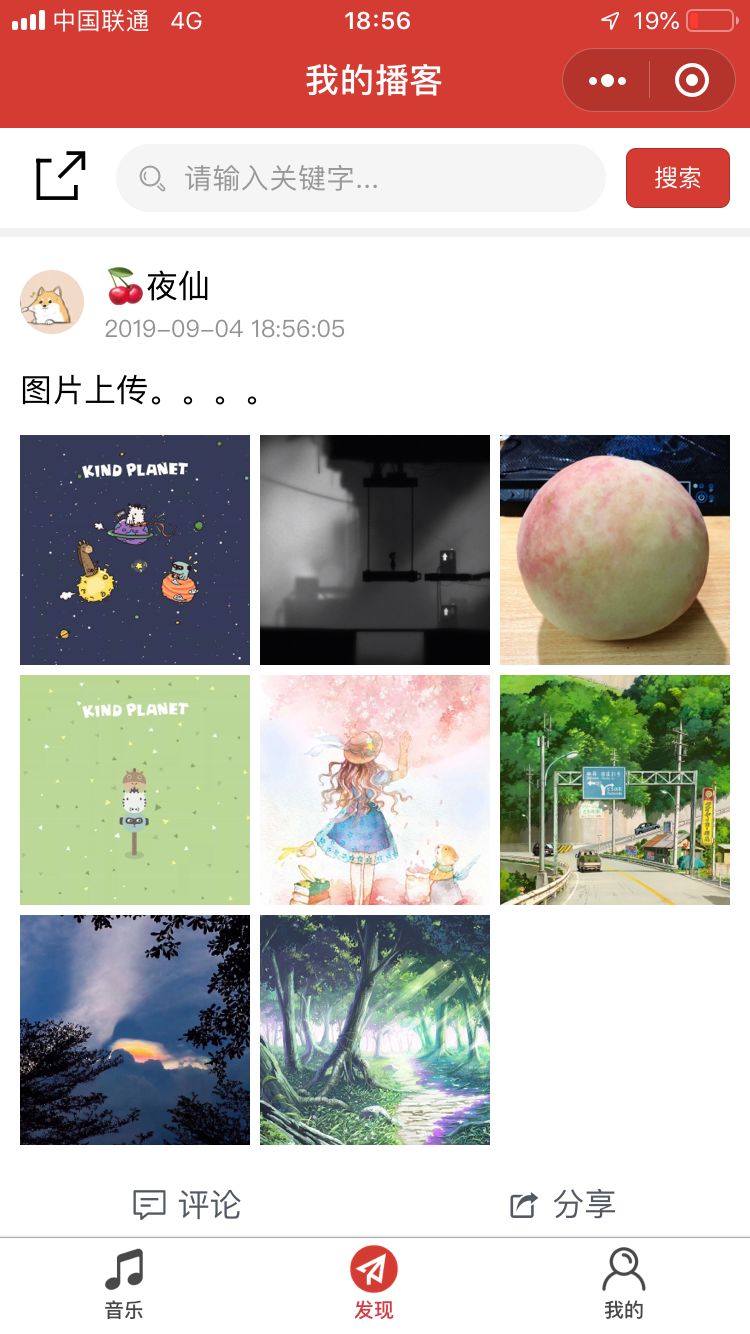 中国联通 4G 18:56 19%
我的播客
请输入关键字... 搜索
🍒夜仙
2019-09-04 18:56:05
图片上传。。。。
KIND PLANET
KIND PLANET
评论 分享
音乐 发现 我的